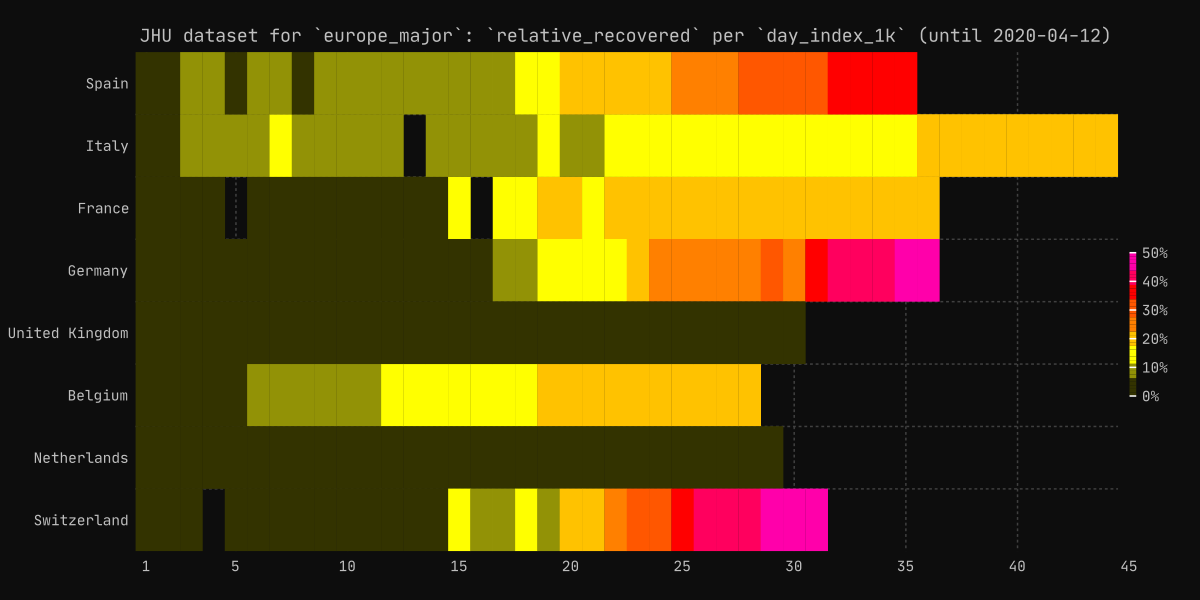 JHU dataset for `europe_major`: `relative_recovered` per `day_index_1k` (until 2020-04-12)
Spain
Italy
France
Germany
United Kingdom
Belgium
Netherlands
Switzerland
1 5 10 15 20 25 30 35 40 45
50%
40%
30%
20%
10%
0%